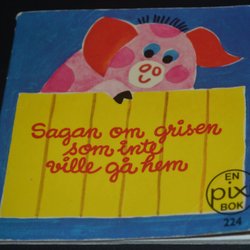 Sagan om grisen
som inte
ville gå hem
EN
pix
BOK
224